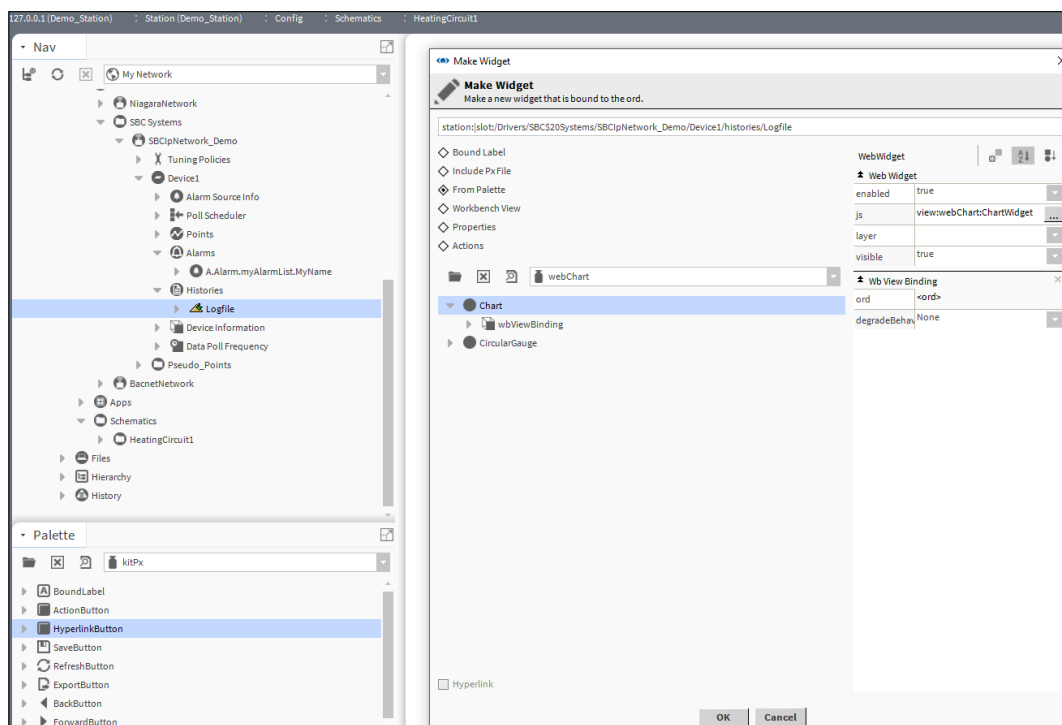 127.0.0.1 (Demo_Station) : Station (Demo_Station) : Config : Schematics : HeatingCircuit1
Nav
My Network
NiagaraNetwork
SBC Systems
SBCIpNetwork_Demo
Tuning Policies
Device1
Alarm Source Info
Poll Scheduler
Points
Alarms
A.Alarm.myAlarmList.MyName
Histories
Logfile
Device Information
Data Poll Frequency
Pseudo_Points
BacnetNetwork
Apps
Schematics
HeatingCircuit1
Files
Hierarchy
History
Palette
kitPx
BoundLabel
ActionButton
HyperlinkButton
SaveButton
RefreshButton
ExportButton
BackButton
ForwardButton
Make Widget
Make Widget
Make a new widget that is bound to the ord.
station:|slot:/Drivers/SBC$20Systems/SBCIpNetwork_Demo/Device1/histories/Logfile
Bound Label
Include Px File
From Palette
Workbench View
Properties
Actions
webChart
Chart
wbViewBinding
CircularGauge
Hyperlink
WebWidget
Web Widget
enabled true
js view:webChart:ChartWidget ...
layer
visible true
Wb View Binding
ord <ord>
degradeBehav None
OK Cancel